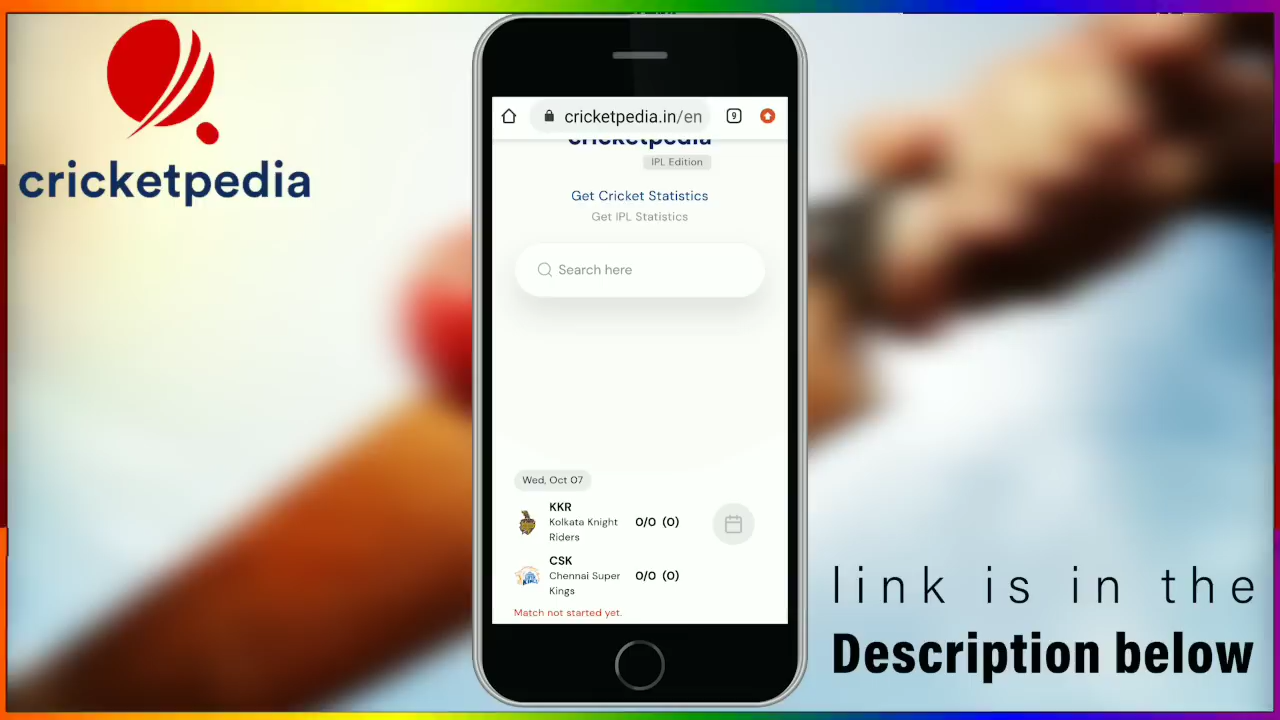 cricketpedia
cricketpedia.in/en
9
cricketpedia
IPL Edition
Get Cricket Statistics
Get IPL Statistics
Search here
Wed, Oct 07
KKR
Kolkata Knight
Riders
0/0 (0)
CSK
Chennai Super
Kings
0/0 (0)
Match not started yet.
link is in the
Description below